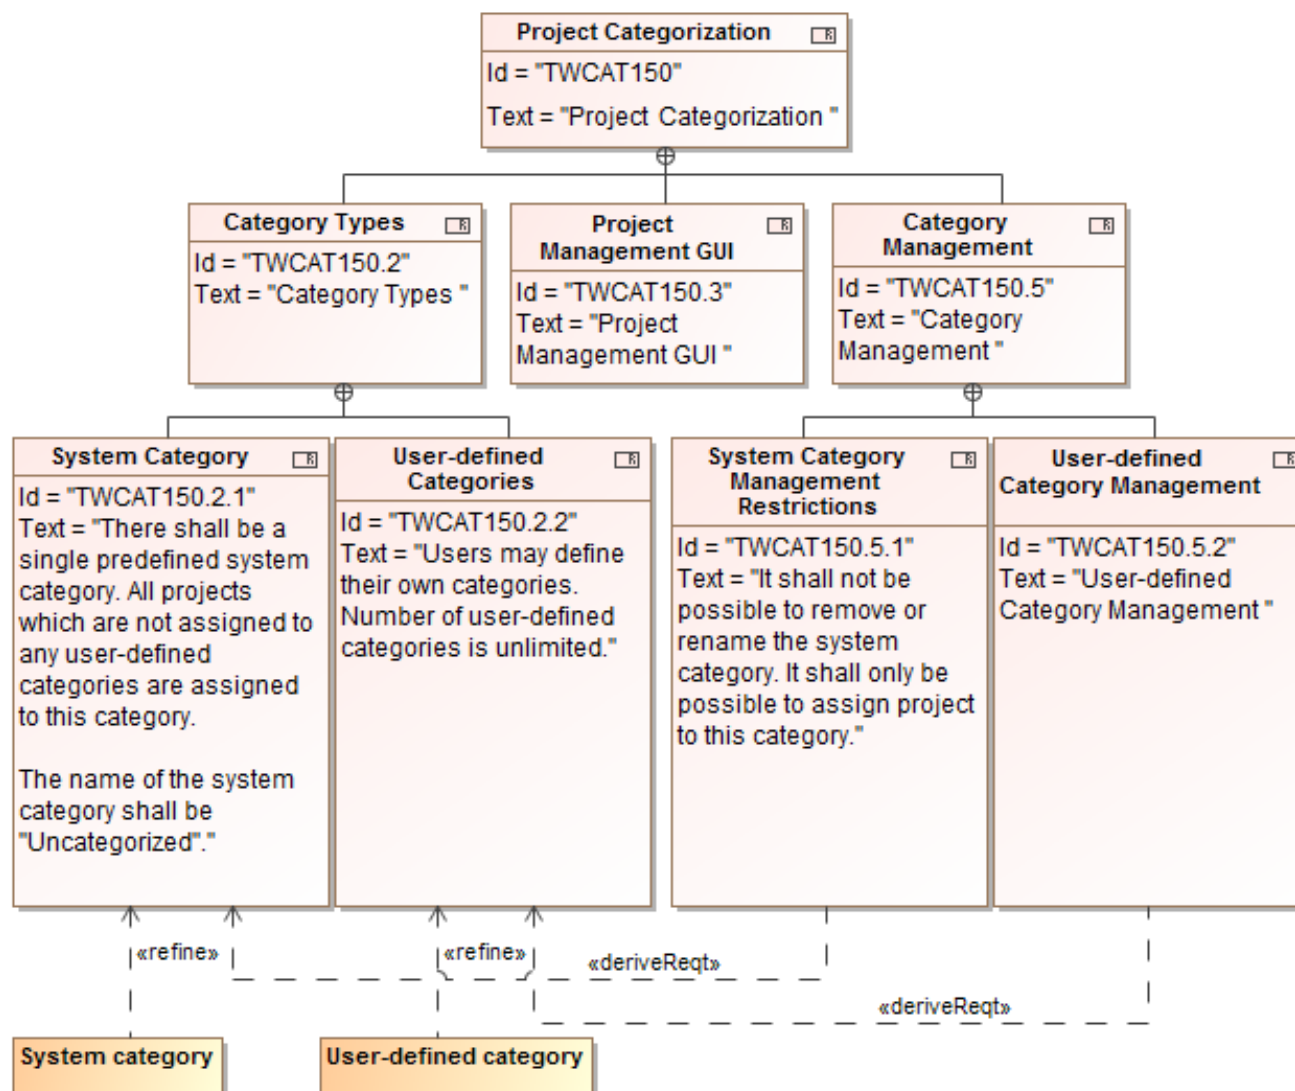 Project Categorization
Id = "TWCAT150"
Text = "Project Categorization "
Category Types
Id = "TWCAT150.2"
Text = "Category Types "
Project
Management GUI
Id = "TWCAT150.3"
Text = "Project
Management GUI "
Category
Management
Id = "TWCAT150.5"
Text = "Category
Management "
System Category
Id = "TWCAT150.2.1"
Text = "There shall be a
single predefined system
category. All projects
which are not assigned to
any user-defined
categories are assigned
to this category.
The name of the system
category shall be
"Uncategorized"."
User-defined
Categories
Id = "TWCAT150.2.2"
Text = "Users may define
their own categories.
Number of user-defined
categories is unlimited."
System Category
Management
Restrictions
Id = "TWCAT150.5.1"
Text = "It shall not be
possible to remove or
rename the system
category. It shall only be
possible to assign project
to this category."
User-defined
Category Management
Id = "TWCAT150.5.2"
Text = "User-defined
Category Management "
«refine»
«refine»
«deriveReqt»
«deriveReqt»
System category
User-defined category